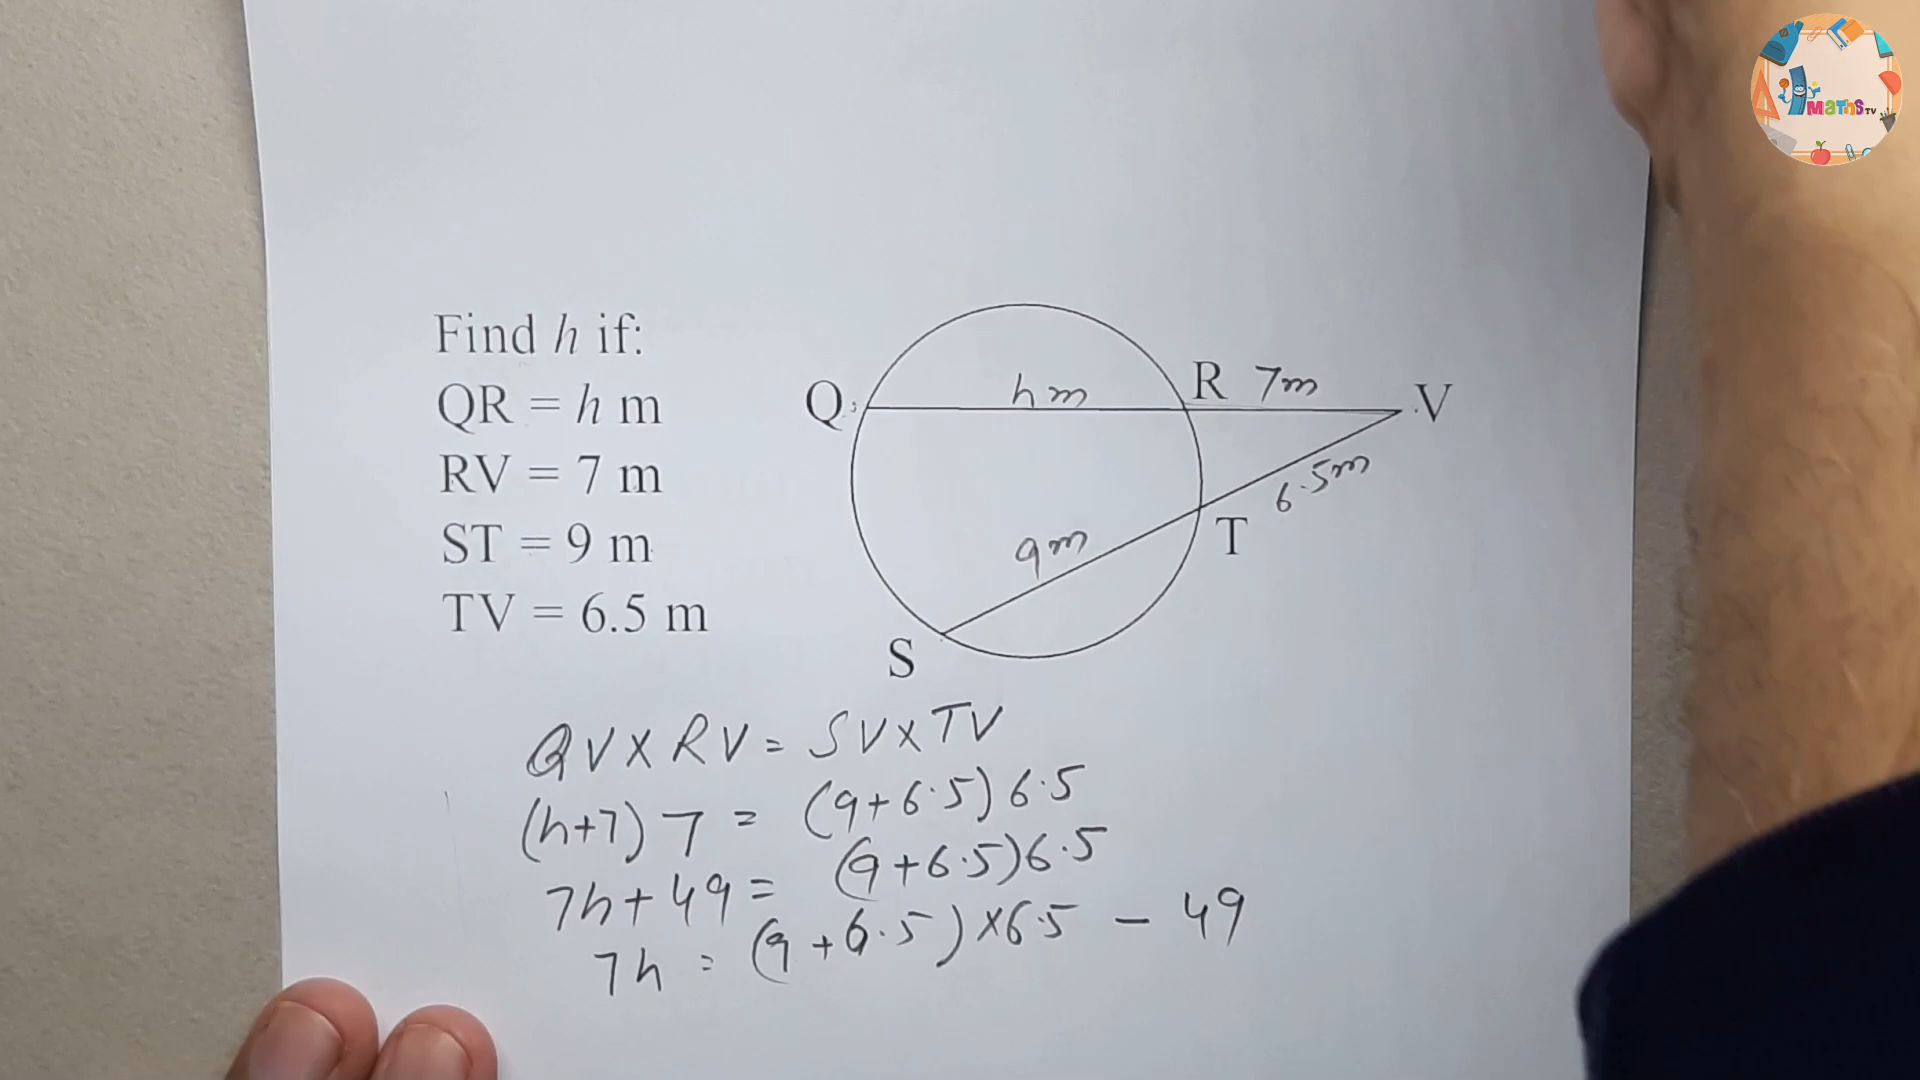 MATHS TV
Find h if:
QR = h m
RV = 7 m
ST = 9 m
TV = 6.5 m
Q
h m
R
7m
V
6.5m
T
9m
S
QV X RV = SV X TV
(h+7) 7 = (9+6.5) 6.5
7h + 49 = (9+6.5)6.5
7h = (9+6.5) ×6.5 - 49